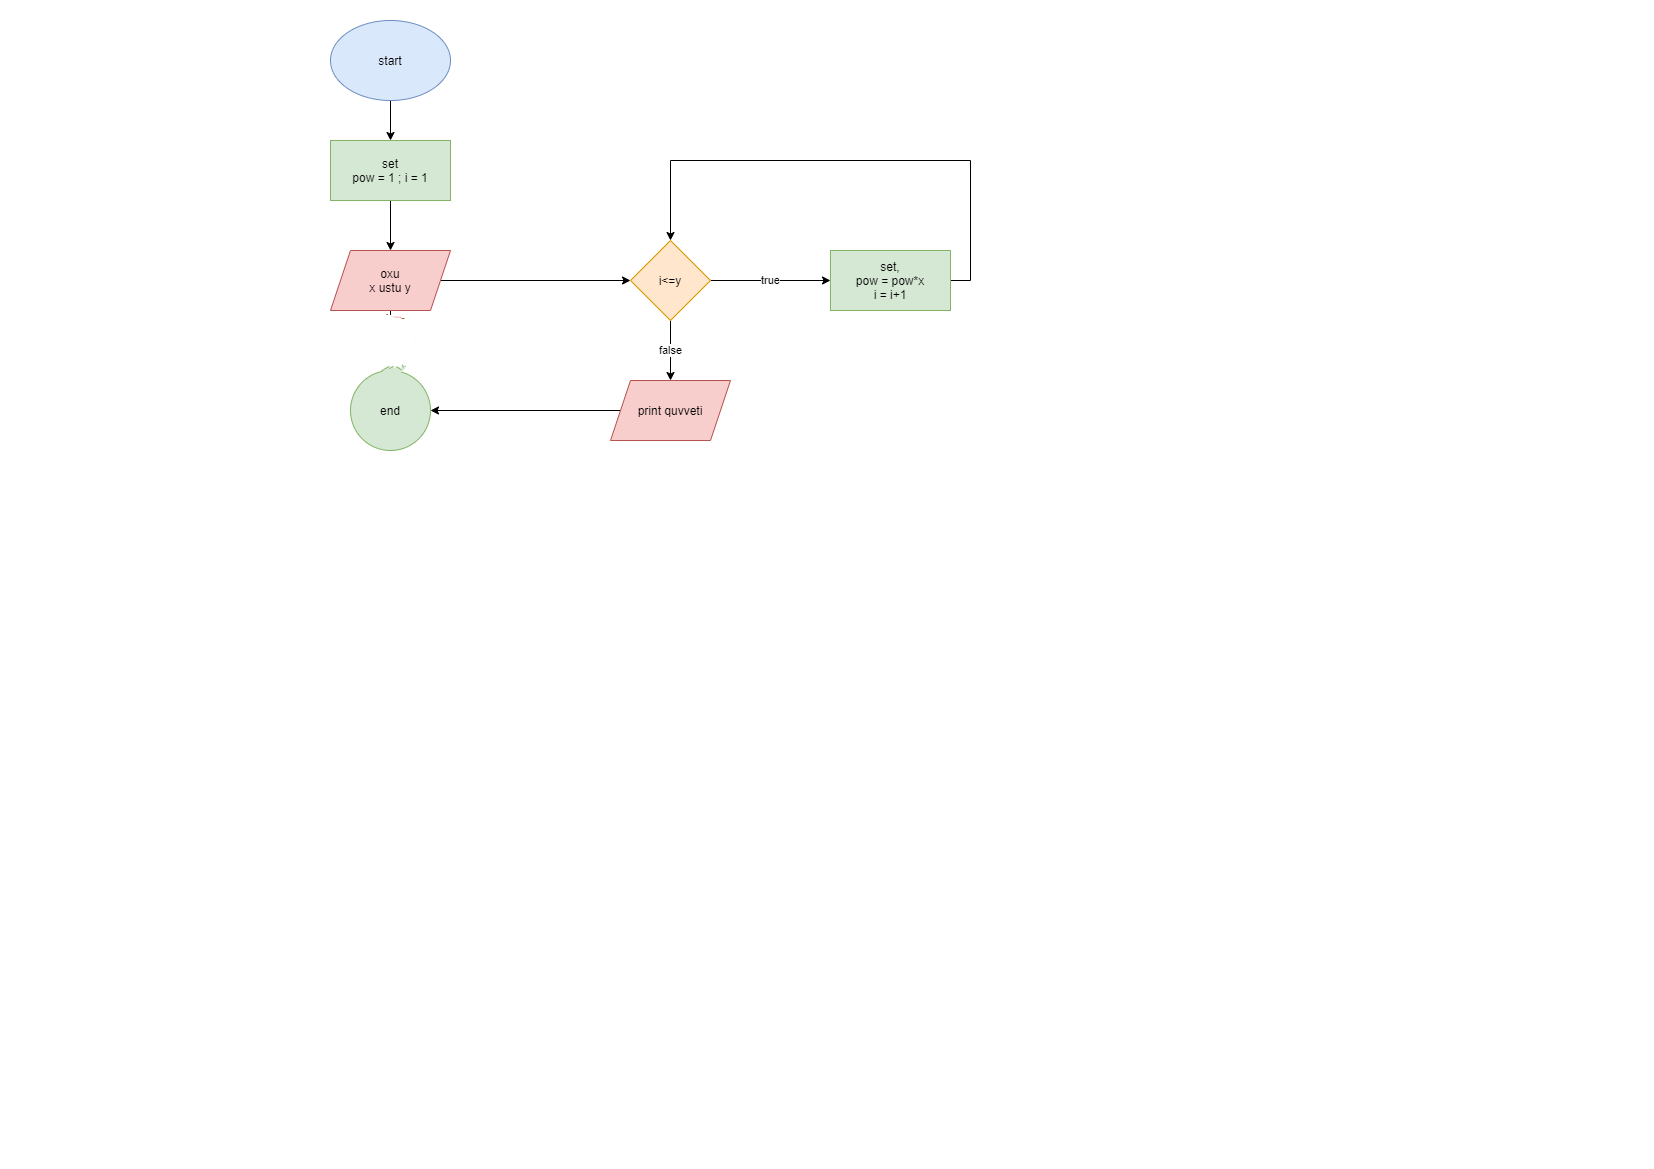 start
set
pow = 1 ; i = 1
oxu
x ustu y
i<=y
true
set,
pow = pow*x
i = i+1
false
print quvveti
end